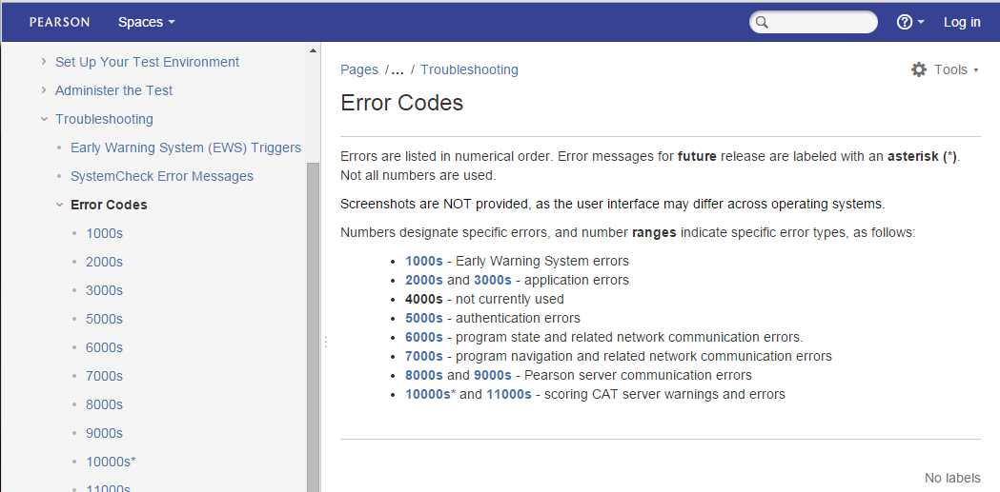 PEARSON Spaces Log in
Set Up Your Test Environment
Administer the Test
Troubleshooting
Early Warning System (EWS) Triggers
SystemCheck Error Messages
Error Codes
1000s
2000s
3000s
5000s
6000s
7000s
8000s
9000s
10000s*
11000s
Pages /... / Troubleshooting
Tools
Error Codes
Errors are listed in numerical order. Error messages for future release are labeled with an asterisk (*).
Not all numbers are used.
Screenshots are NOT provided, as the user interface may differ across operating systems.
Numbers designate specific errors, and number ranges indicate specific error types, as follows:
• 1000s - Early Warning System errors
• 2000s and 3000s - application errors
• 4000s - not currently used
• 5000s - authentication errors
• 6000s - program state and related network communication errors.
• 7000s - program navigation and related network communication errors
• 8000s and 9000s - Pearson server communication errors
• 10000s* and 11000s - scoring CAT server warnings and errors
No labels